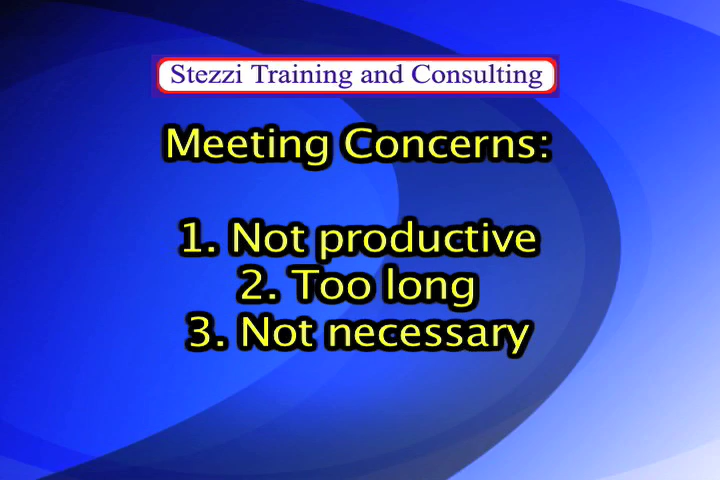 Stezzi Training and Consulting
Meeting Concerns:
1. Not productive
2. Too long
3. Not necessary